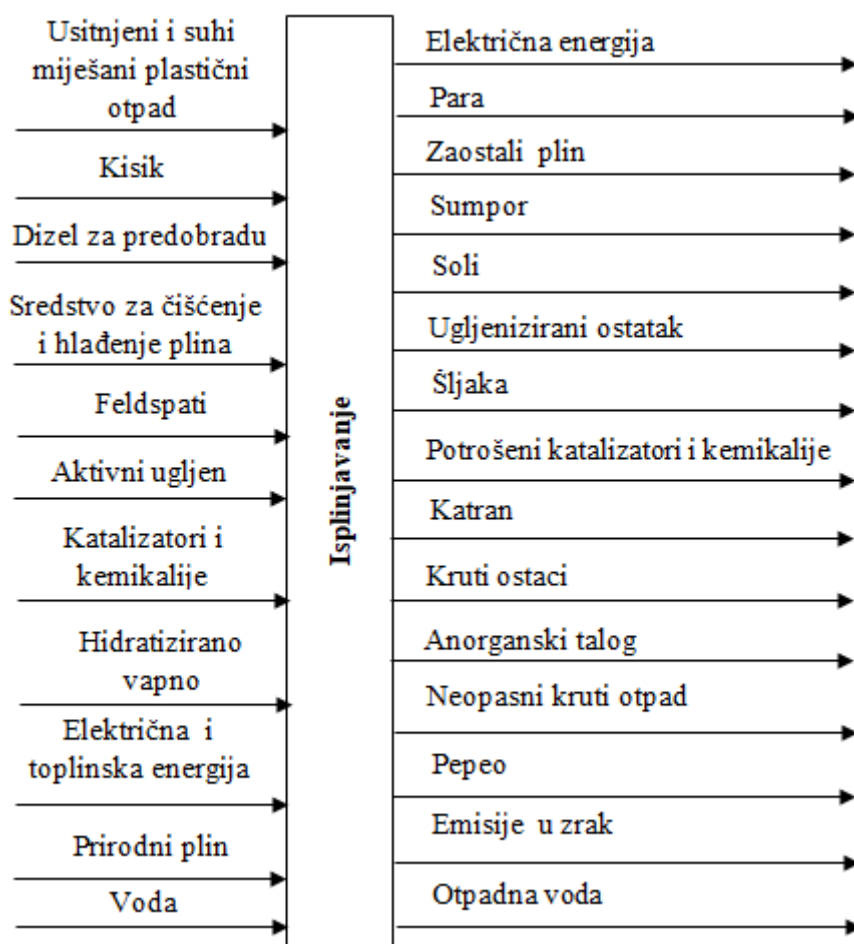 Usitnjeni i suhi
miješani plastični
otpad
Kisik
Dizel za predobradu
Sredstvo za čišćenje
i hlađenje plina
Feldspati
Aktivni ugljen
Katalizatori i
kemikalije
Hidratizirano
vapno
Električna i
toplinska energija
Prirodni plin
Voda
Isplinjavanje
Električna energija
Para
Zaostali plin
Sumpor
Soli
Ugljenizirani ostatak
Šljaka
Potrošeni katalizatori i kemikalije
Katran
Kruti ostaci
Anorganski talog
Neopasni kruti otpad
Pepeo
Emisije u zrak
Otpadna voda